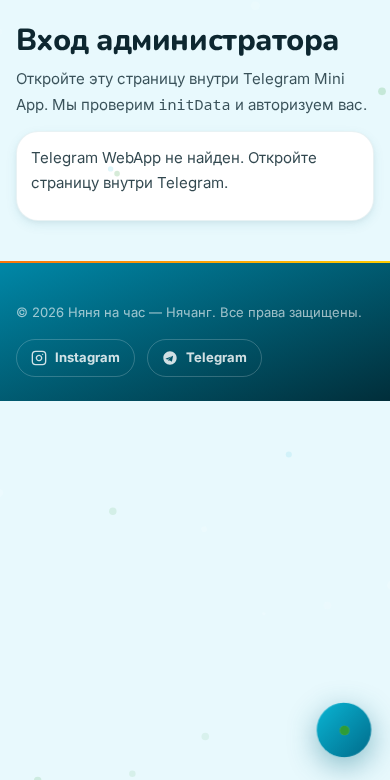 Вход администратора
Откройте эту страницу внутри Telegram Mini
App. Мы проверим initData и авторизуем вас.
Telegram WebApp не найден. Откройте
страницу внутри Telegram.
© 2026 Няня на час — Нячанг. Все права защищены.
Instagram
Telegram